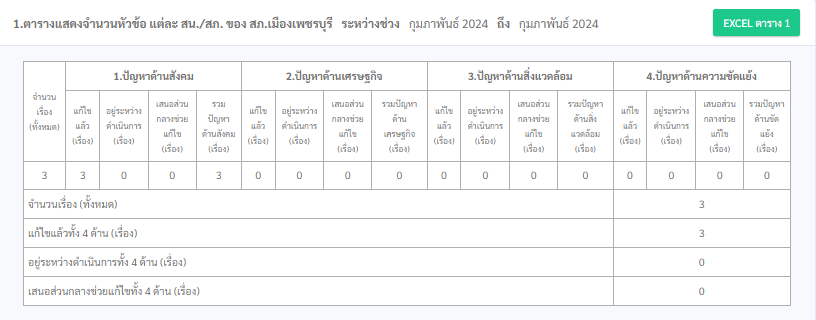 1.ตารางแสดงจำนวนหัวข้อ แต่ละ สน./สภ. ของ สภ.เมืองเพชรบุรี ระหว่างช่วง กุมภาพันธ์ 2024 ถึง กุมภาพันธ์ 2024
EXCEL ตาราง 1
จำนวน
เรื่อง
(ทั้งหมด)
1.ปัญหาด้านสังคม
2.ปัญหาด้านเศรษฐกิจ
3.ปัญหาด้านสิ่งแวดล้อม
4.ปัญหาด้านความขัดแย้ง
แก้ไข
แล้ว
(เรื่อง)
อยู่ระหว่าง
ดำเนินการ
(เรื่อง)
เสนอส่วน
กลางช่วย
แก้ไข
(เรื่อง)
รวม
ปัญหา
ด้านสังคม
(เรื่อง)
แก้ไข
แล้ว
(เรื่อง)
อยู่ระหว่าง
ดำเนินการ
(เรื่อง)
เสนอส่วน
กลางช่วย
แก้ไข
(เรื่อง)
รวมปัญหา
ด้าน
เศรษฐกิจ
(เรื่อง)
แก้ไข
แล้ว
(เรื่อง)
อยู่ระหว่าง
ดำเนินการ
(เรื่อง)
เสนอส่วน
กลางช่วย
แก้ไข
(เรื่อง)
รวมปัญหา
ด้านสิ่ง
แวดล้อม
(เรื่อง)
แก้ไข
แล้ว
(เรื่อง)
อยู่ระหว่าง
ดำเนินการ
(เรื่อง)
เสนอส่วน
กลางช่วย
แก้ไข
(เรื่อง)
รวมปัญหา
ด้านขัด
แย้ง
(เรื่อง)
3 3 0 0 3 0 0 0 0 0 0 0 0 0 0 0 0
จำนวนเรื่อง (ทั้งหมด) 3
แก้ไขแล้วทั้ง 4 ด้าน (เรื่อง) 3
อยู่ระหว่างดำเนินการทั้ง 4 ด้าน (เรื่อง) 0
เสนอส่วนกลางช่วยแก้ไขทั้ง 4 ด้าน (เรื่อง) 0